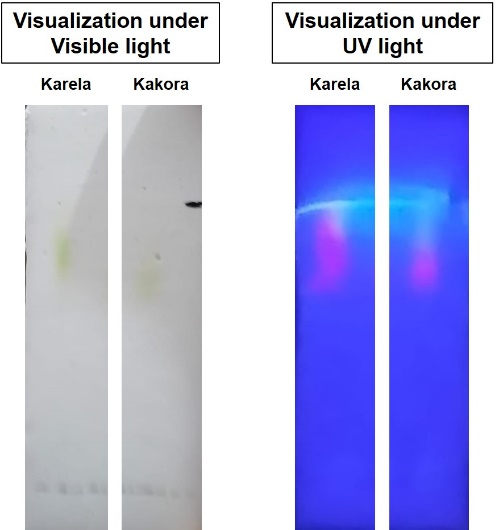 Visualization under
Visible light
Visualization under
UV light
Karela
Kakora
Karela
Kakora